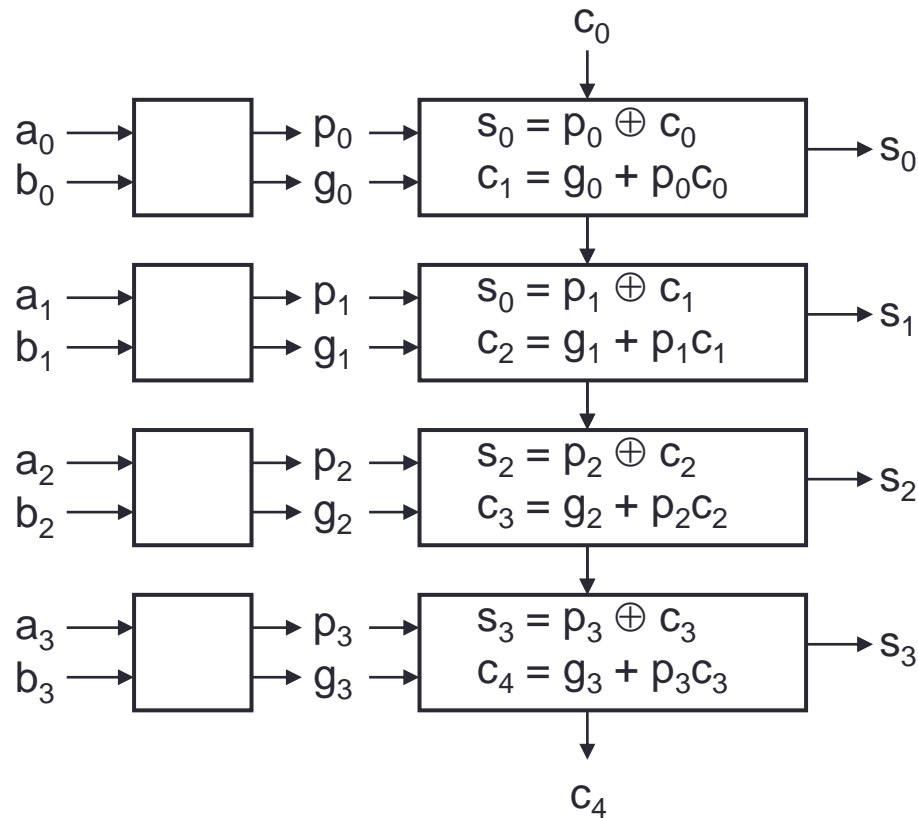 c₀
a₀ p₀ s₀ = p₀ ⊕ c₀ s₀
b₀ g₀ c₁ = g₀ + p₀c₀
a₁ p₁ s₀ = p₁ ⊕ c₁ s₁
b₁ g₁ c₂ = g₁ + p₁c₁
a₂ p₂ s₂ = p₂ ⊕ c₂ s₂
b₂ g₂ c₃ = g₂ + p₂c₂
a₃ p₃ s₃ = p₃ ⊕ c₃ s₃
b₃ g₃ c₄ = g₃ + p₃c₃
c₄